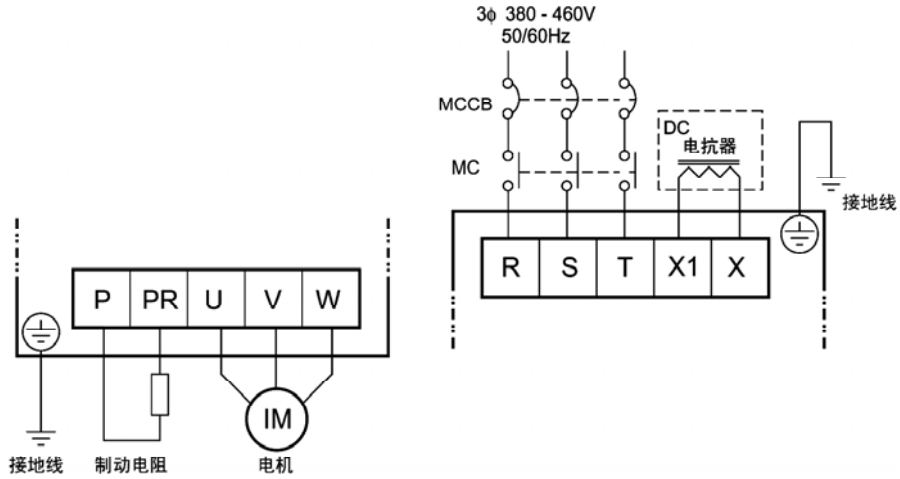 3ϕ 380 - 460V
50/60Hz
MCCB
DC
电抗器
MC
接地线
R S T X1 X
P PR U V W
IM
接地线 制动电阻 电机